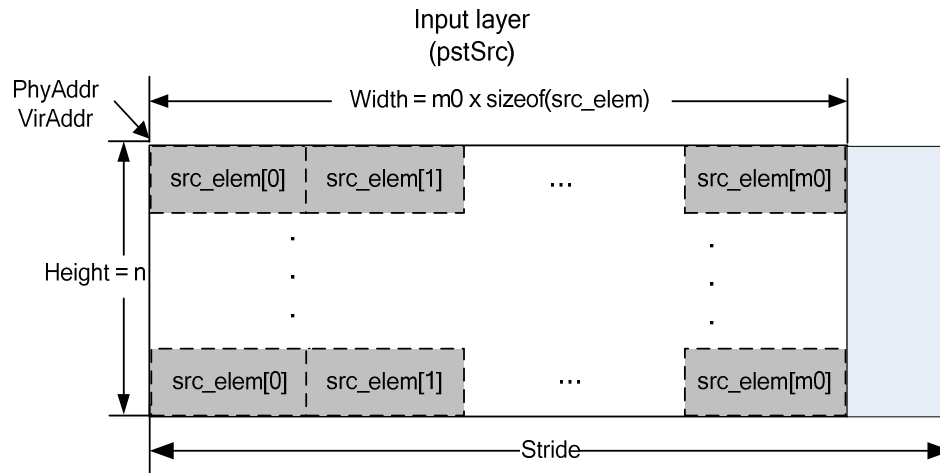 Input layer
(pstSrc)
PhyAddr
VirAddr
Width = m0 x sizeof(src_elem)
src_elem[0] src_elem[1] ... src_elem[m0]
Height = n
src_elem[0] src_elem[1] ... src_elem[m0]
Stride